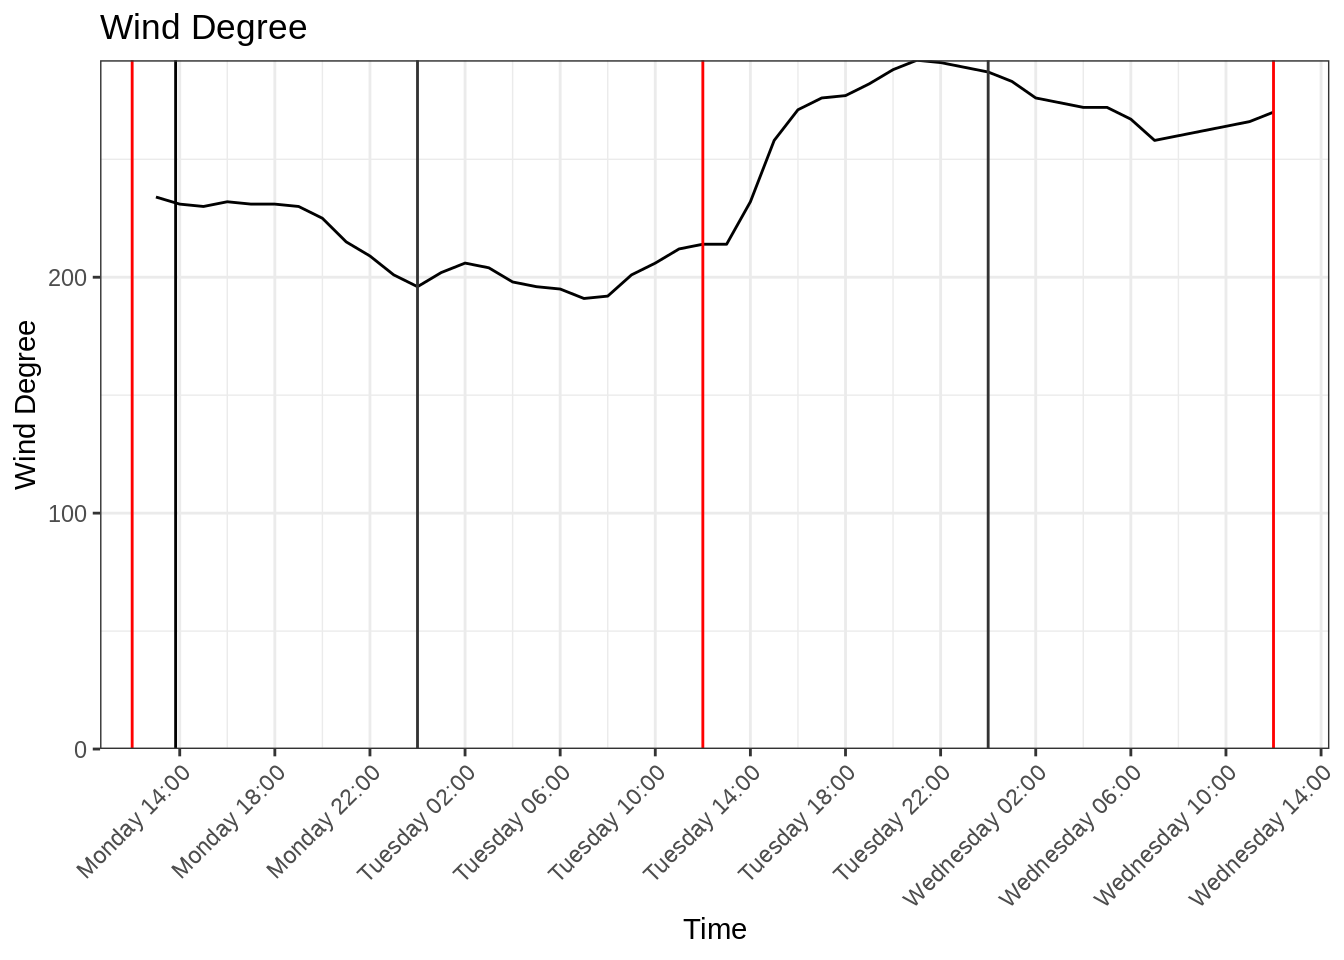 Wind Degree
Wind Degree
200
100
0
Monday 14:00
Monday 18:00
Monday 22:00
Tuesday 02:00
Tuesday 06:00
Tuesday 10:00
Tuesday 14:00
Tuesday 18:00
Tuesday 22:00
Wednesday 02:00
Wednesday 06:00
Wednesday 10:00
Wednesday 14:00
Time